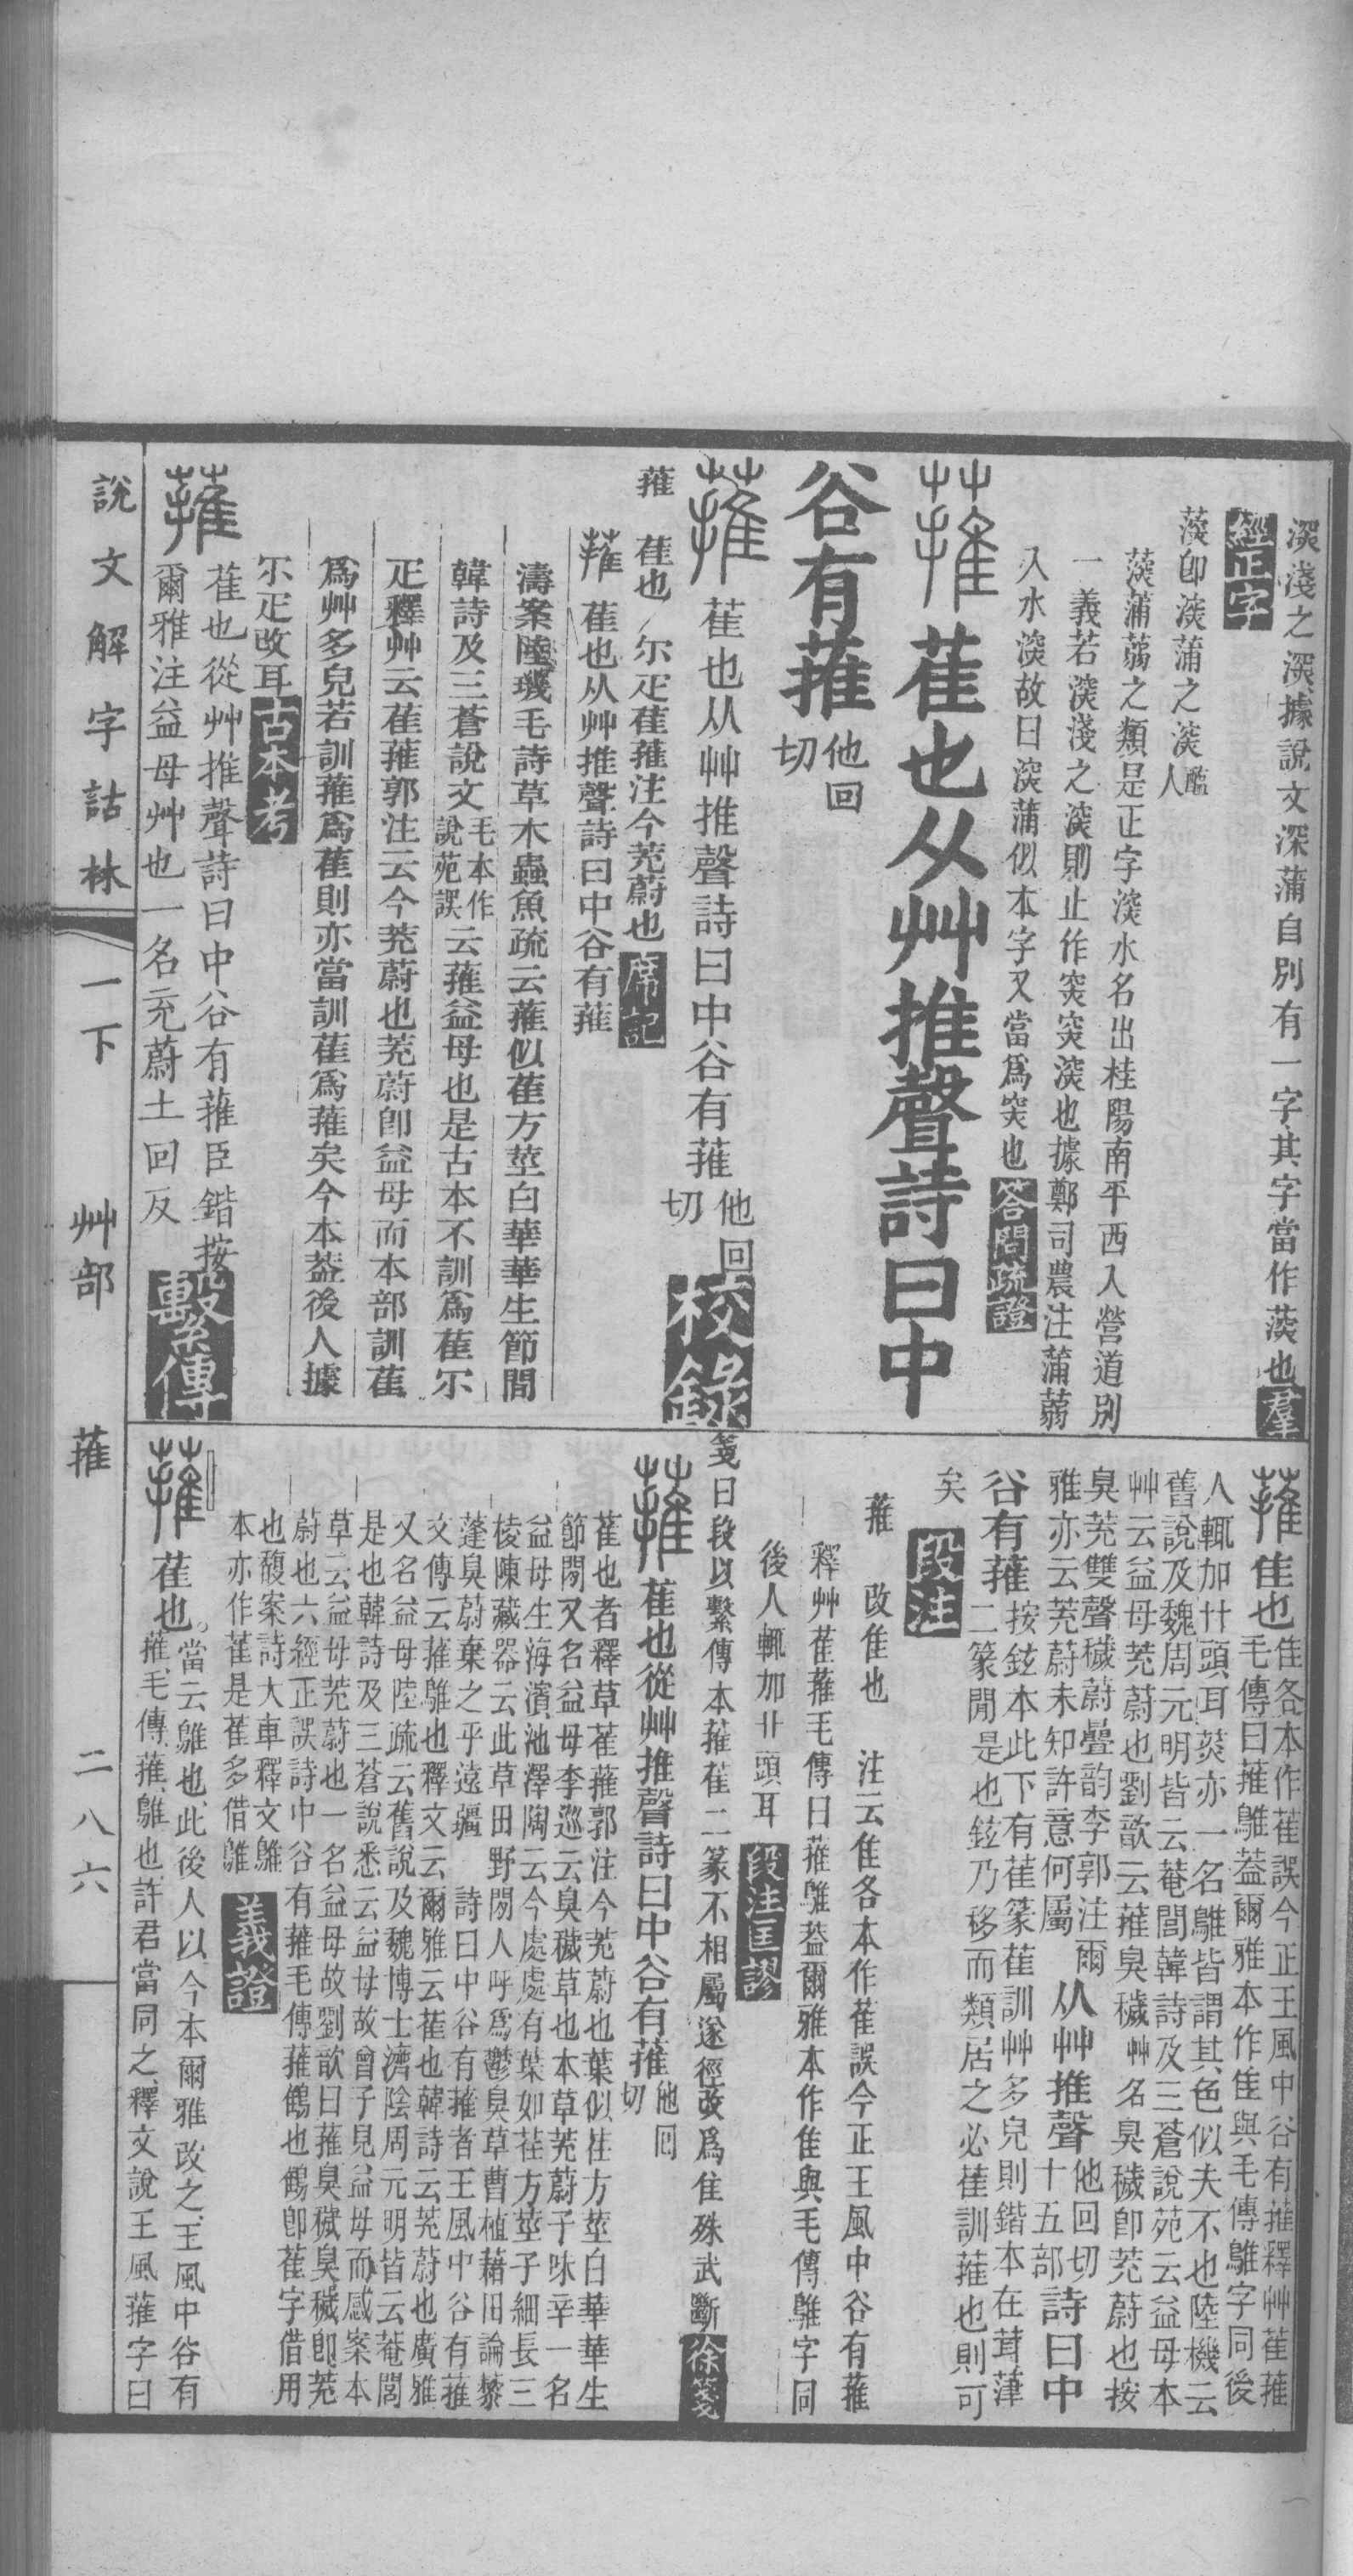 深淺之深據說文深蒲自別有一字其字當作蒤也羣
經正字
蒤卽蒤蒲之蒤醢人
蒤蒲蒻之類是正字淡水名出桂陽南平西入營道別
一義若淡淺之淡則止作突突淡也據鄭司農注蒲蒻
入水淡故曰深蒲似本字又當爲突也答問疏證
蓷 萑也从艸推聲詩曰中
谷有蓷他回切
蓷 萑也从艸推聲詩曰中谷有蓷他回切校錄
蓷 萑也尓疋萑蓷注今茺蔚也席記
蓷 萑也从艸推聲詩曰中谷有蓷
濤案陸璣毛詩草木蟲魚疏云蓷似萑方莖白華華生節間
韓詩及三蒼說文毛本作說苑誤云蓷益母也是古本不訓爲萑尒
疋釋艸云萑蓷郭注云今茺蔚也茺蔚卽益母而本部訓萑
爲艸多皃若訓蓷爲萑則亦當訓萑爲蓷矣今本葢後人據
尒疋改耳古本考
蓷 萑也從艸推聲詩曰中谷有蓷臣鍇按
爾雅注益母艸也一名充蔚土回反繫傳
蓷 隹也隹各本作萑誤今正王風中谷有蓷釋艸萑蓷
毛傳曰蓷鵻葢爾雅本作隹與毛傳鵻字同後
人輒加艹頭耳菼亦一名鵻皆謂其色似夫不也陸機云
舊說及魏周元明皆云菴閭韓詩及三蒼說苑云益母本
艸云益母茺蔚也劉歆云蓷臭穢艸名臭穢卽茺蔚也按
臭茺雙聲穢蔚疊韵李郭注爾
雅亦云茺蔚未知許意何屬从艸推聲他回切十五部詩曰中
谷有蓷按鉉本此下有萑篆萑訓艸多皃則鍇本在茸葏
二篆閒是也鉉乃移而類居之必萑訓蓷也則可
矣段注
蓷 改隹也 注云隹各本作萑誤今正王風中谷有蓷
釋艸萑蓷毛傳曰蓷鵻葢爾雅本作隹與毛傳鵻字同
後人輒加艹頭耳段注匡謬
箋曰段以繫傳本蓷萑二篆不相屬遂徑改爲隹殊武斷徐箋
蓷 萑也從艸推聲詩曰中谷有蓷他回切
萑也者釋草萑蓷郭注今茺蔚也葉似荏方莖白華華生
節閒又名益母李巡云臭穢草也本草茺蔚子味辛一名
益母生海濱池澤陶云今處處有葉如荏方莖子細長三
棱陳藏器云此草田野閒人呼爲鬱臭草曹植藉田論藜
蓬臭蔚棄之乎遠疆 詩曰中谷有蓷者王風中谷有蓷
文傳云蓷鵻也釋文云爾雅云萑也韓詩云茺蔚也廣雅
又名益母陸疏云舊說及魏博士濟陰周元明皆云菴閭
是也韓詩及三蒼說悉云益母故曾子見益母而感案本
草云益母茺蔚也一名益母故劉歆曰蓷臭穢臭穢卽茺
蔚也六經正誤詩中谷有蓷毛傳蓷鵻也鵻卽萑字借用
也馥案詩大車釋文鵻
本亦作萑是萑多借鵻義證
蓷 萑也當云鵻也此後人以今本爾雅改之王風中谷有
蓷毛傳蓷鵻也許君當同之釋文說王風蓷字曰
說文解字詁林 一下 艸部 蓷 二八六